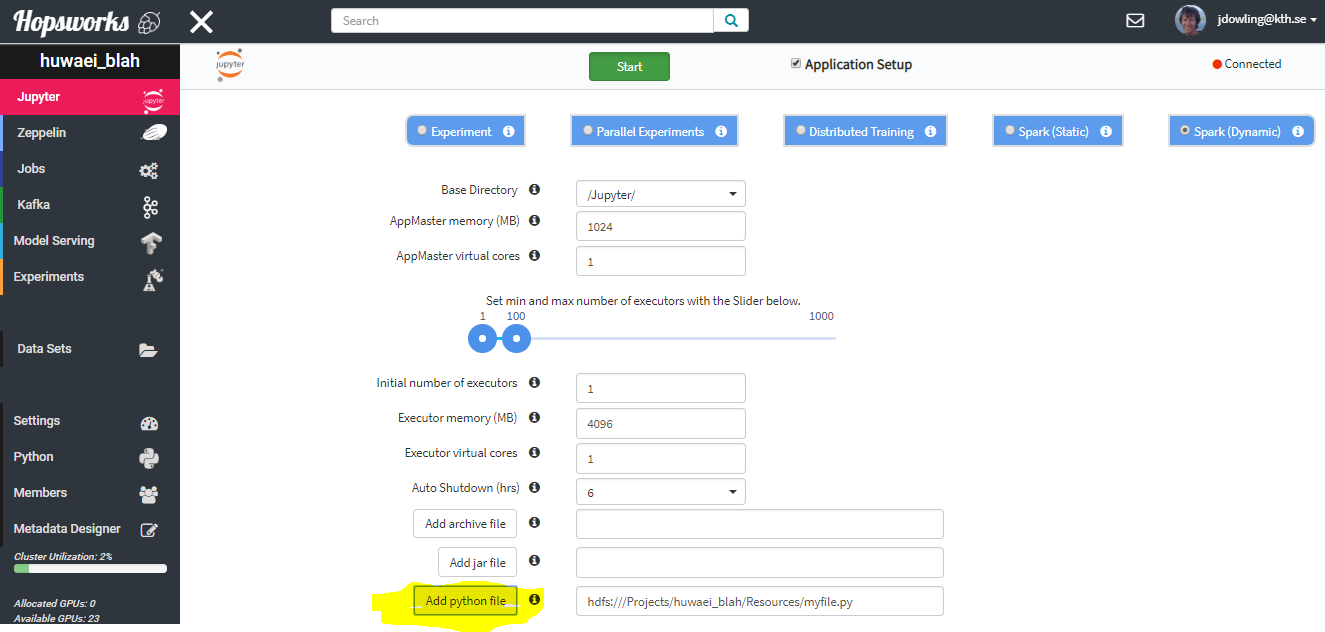 Hopsworks
Search
jdowling@kth.se
huwaei_blah
jupyter
Start
Application Setup
Connected
Jupyter
jupyter
Zeppelin
Jobs
Kafka
Model Serving
Experiments
Data Sets
Settings
Python
Members
Metadata Designer
Cluster Utilization: 2%
Allocated GPUs: 0
Available GPUs: 23
Experiment
Parallel Experiments
Distributed Training
Spark (Static)
Spark (Dynamic)
Base Directory
/Jupyter/
AppMaster memory (MB)
1024
AppMaster virtual cores
1
Set min and max number of executors with the Slider below.
1 100 1000
Initial number of executors
1
Executor memory (MB)
4096
Executor virtual cores
1
Auto Shutdown (hrs)
6
Add archive file
Add jar file
Add python file
hdfs:///Projects/huwaei_blah/Resources/myfile.py